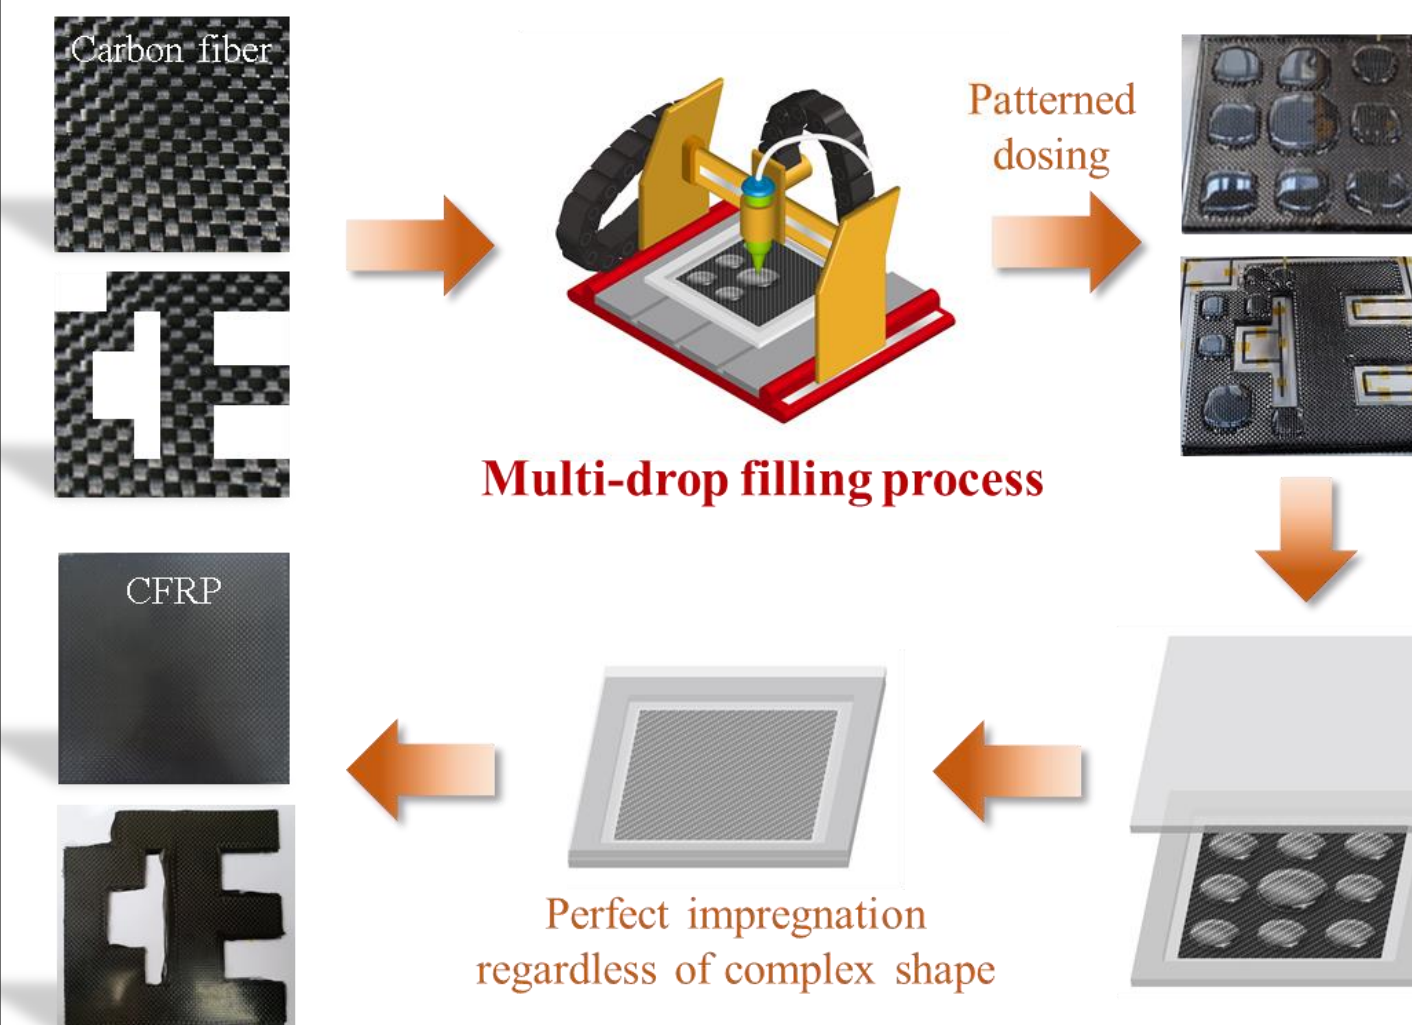 Carbon fiber
Patterned
dosing
Multi-drop filling process
CFRP
Perfect impregnation
regardless of complex shape